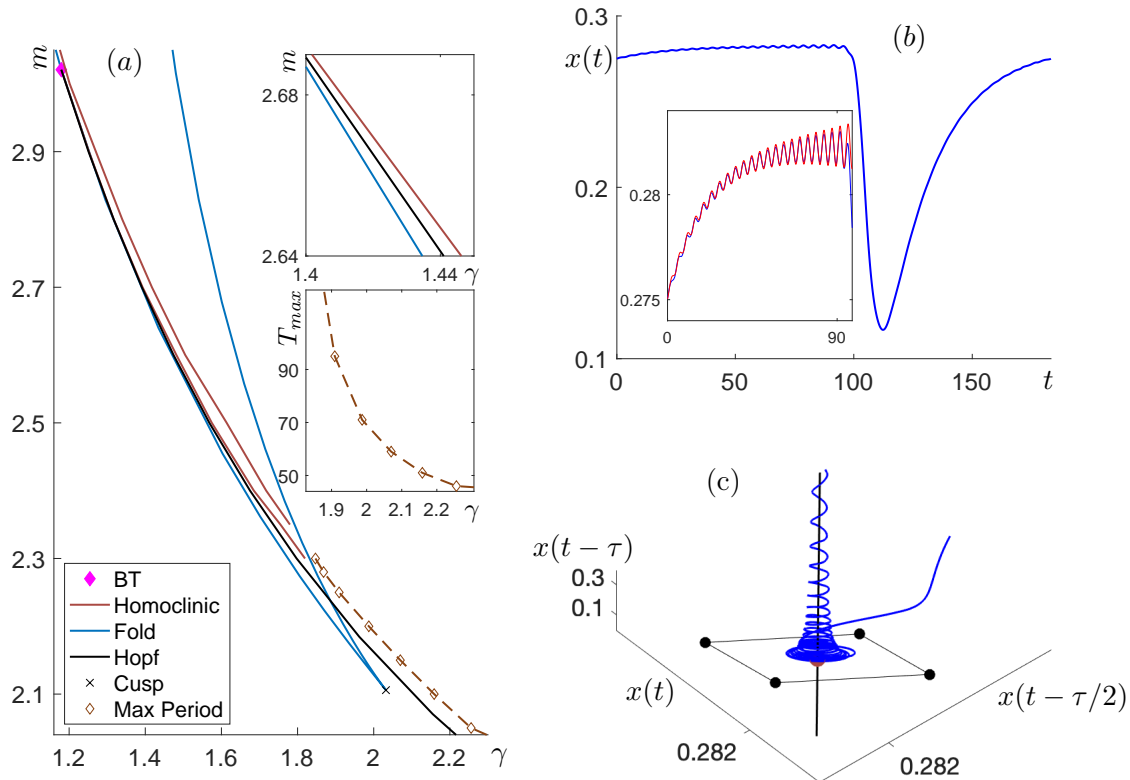 m
(a)
2.9
2.7
2.5
2.3
2.1
1.2
1.4
1.6
1.8
2
2.2
γ
BT
Homoclinic
Fold
Hopf
Cusp
Max Period
m
2.68
2.64
1.4
1.44
γ
T_max
90
70
50
1.9
2
2.1
2.2
γ
0.3
x(t)
(b)
0.2
0.1
0
50
100
150
t
0.28
0.275
0
90
(c)
x(t − τ)
0.3
0.1
x(t)
x(t − τ/2)
0.282
0.282